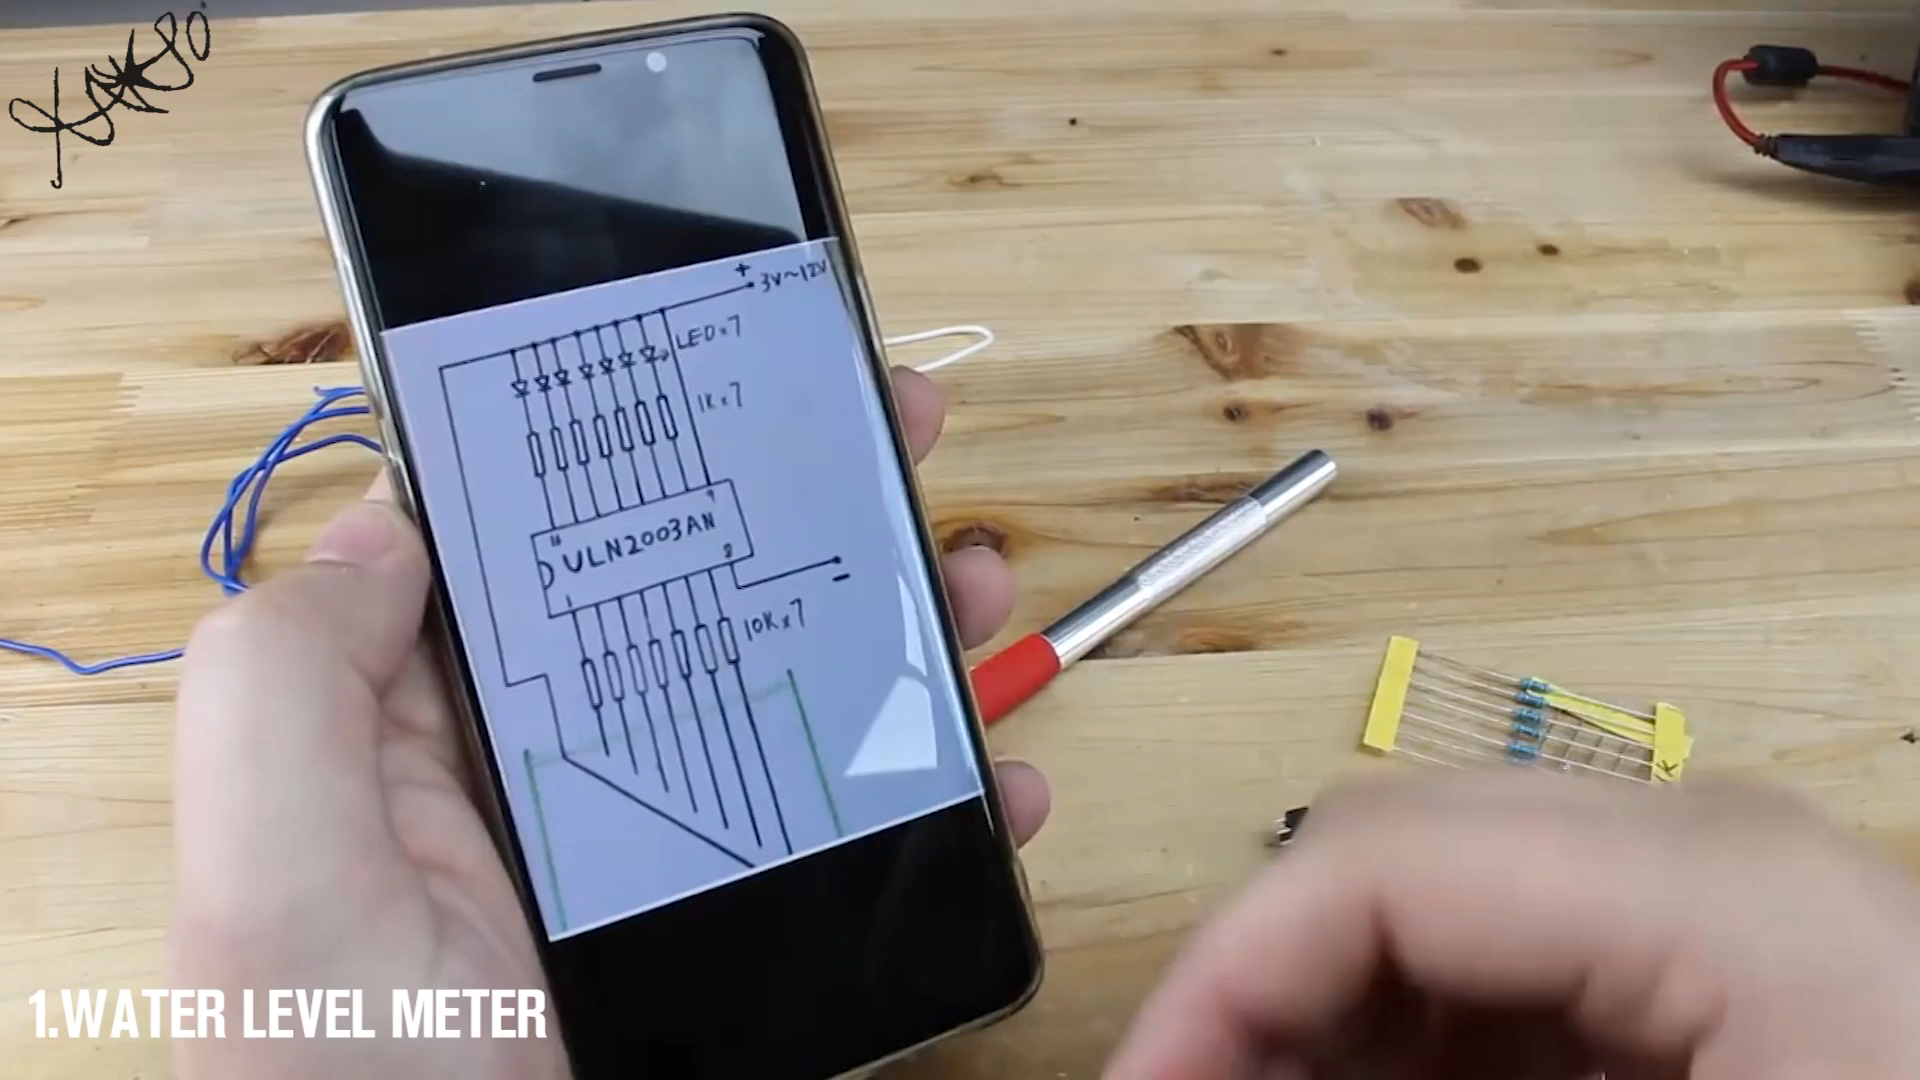 +
3V~12V
LED×7
1K×7
16
9
ULN2003AN
1
8
-
10K×7
K
1.WATER LEVEL METER